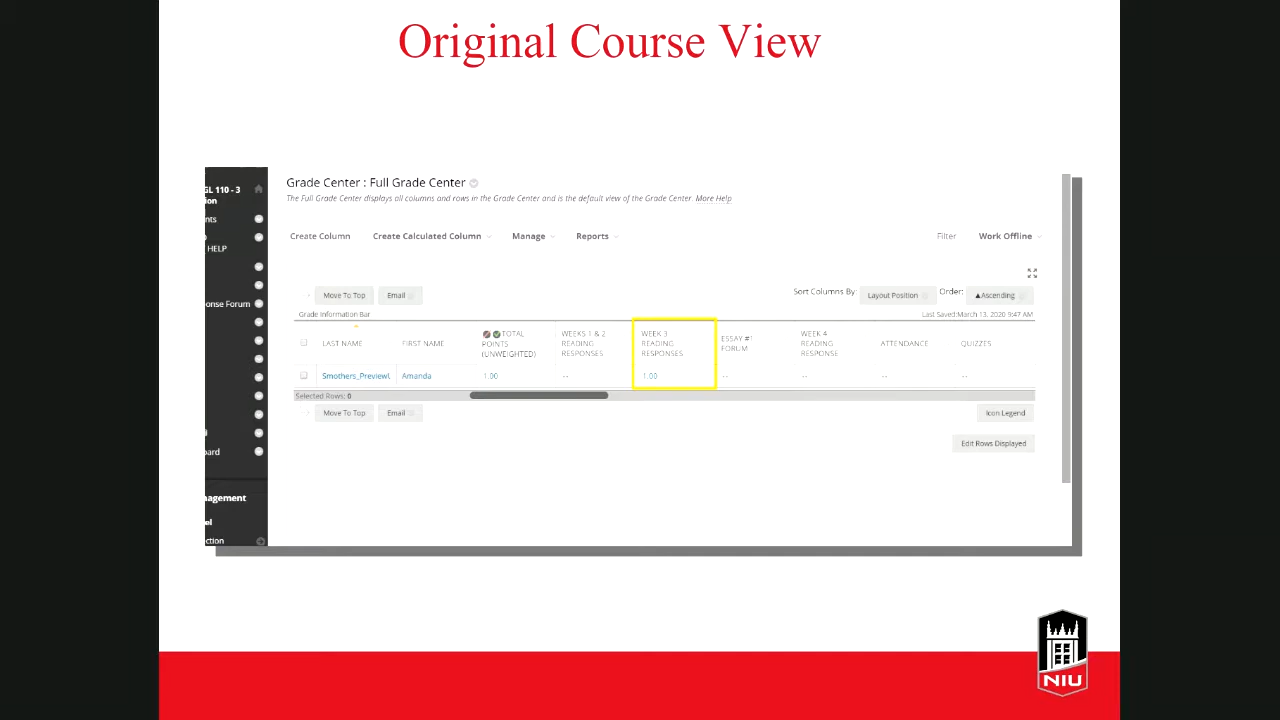 Original Course View
GL 110 - 3
ion
nts
HELP
onse Forum
ard
nagement
el
ction
Grade Center : Full Grade Center
The Full Grade Center displays all columns and rows in the Grade Center and is the default view of the Grade Center. More Help
Create Column Create Calculated Column Manage Reports Filter Work Offline
Move To Top Email Sort Columns By: Layout Position Order: ▲Ascending
Grade Information Bar Last Saved:March 13, 2020 9:47 AM
LAST NAME
FIRST NAME
TOTAL
POINTS
(UNWEIGHTED)
WEEKS 1 & 2
READING
RESPONSES
WEEK 3
READING
RESPONSES
ESSAY #1
FORUM
WEEK 4
READING
RESPONSE
ATTENDANCE
QUIZZES
Smothers_PreviewU Amanda 1.00 -- 1.00 -- -- -- --
Selected Rows: 0
Move To Top Email Icon Legend
Edit Rows Displayed
NIU